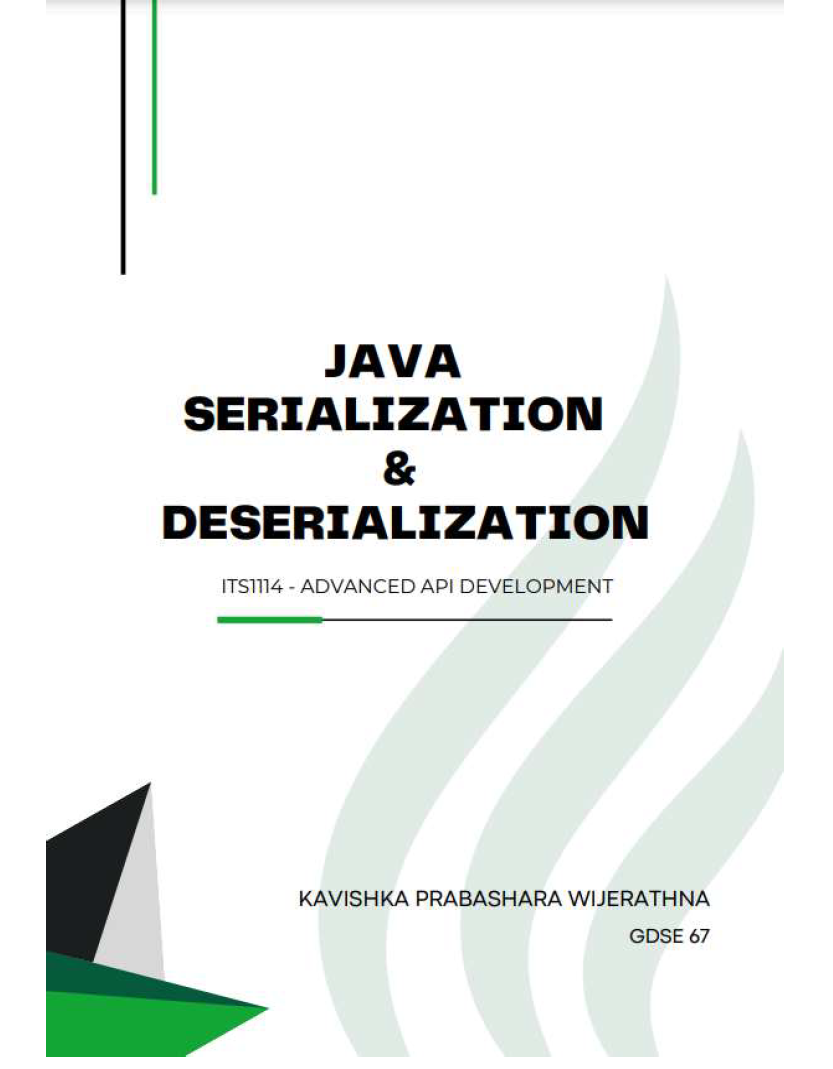 JAVA
SERIALIZATION
&
DESERIALIZATION
ITS1114 - ADVANCED API DEVELOPMENT
KAVISHKA PRABASHARA WIJERATHNA
GDSE 67